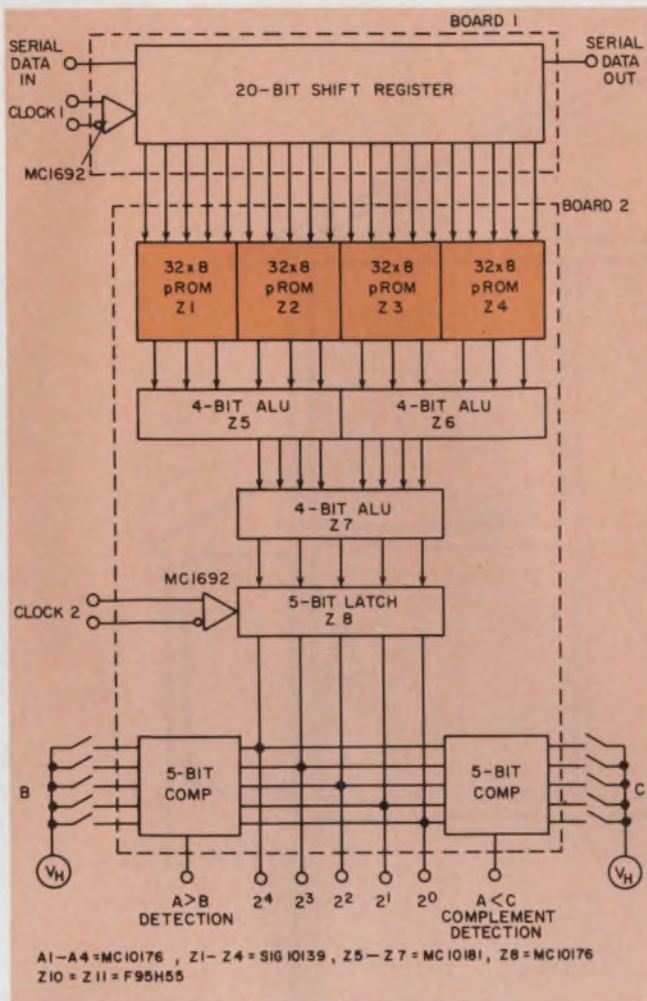 BOARD 1
SERIAL
DATA
IN
SERIAL
DATA
OUT
20-BIT SHIFT REGISTER
CLOCK 1
MC1692
BOARD 2
32x8
pROM
Z1
32x8
pROM
Z2
32x8
pROM
Z3
32x8
pROM
Z4
4-BIT ALU
Z5
4-BIT ALU
Z6
4-BIT ALU
Z7
MC1692
CLOCK 2
5-BIT LATCH
Z8
B
5-BIT
COMP
5-BIT
COMP
C
VH
VH
A>B
DETECTION
2⁴
2³
2²
2¹
2⁰
A<C
COMPLEMENT
DETECTION
A1-A4=MC10176 , Z1-Z4=SIG10139, Z5-Z7=MC10181, Z8=MC10176
Z10=Z11=F95H55